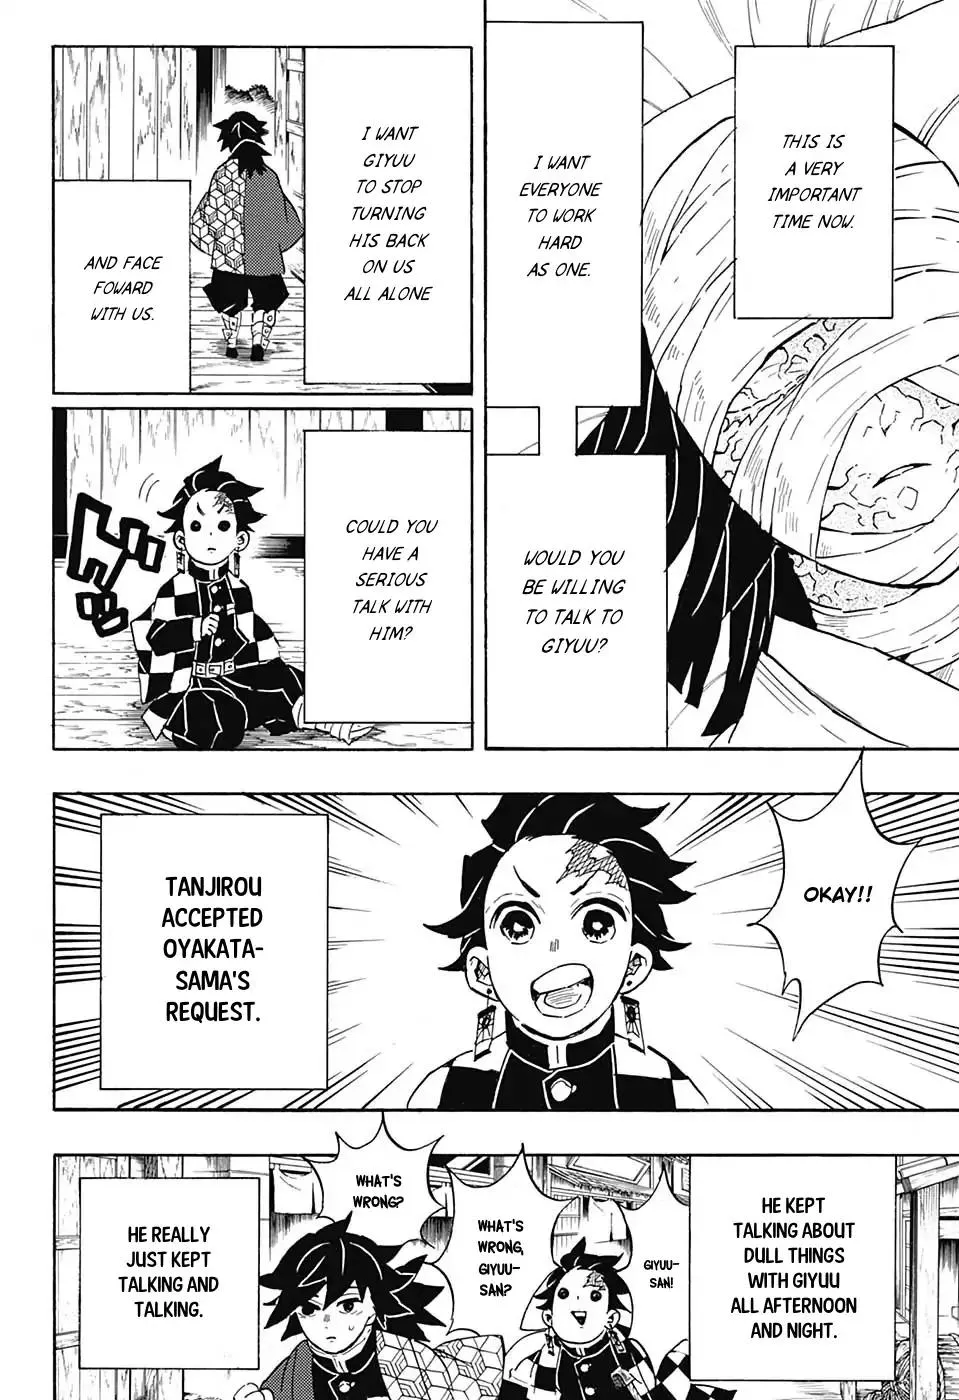 THIS IS
A VERY
IMPORTANT
TIME NOW.
I WANT
EVERYONE
TO WORK
HARD
AS ONE.
WOULD YOU
BE WILLING
TO TALK TO
GIYUU?
I WANT
GIYUU
TO STOP
TURNING
HIS BACK
ON US
ALL ALONE
AND FACE
FOWARD
WITH US.
COULD YOU
HAVE A
SERIOUS
TALK WITH
HIM?
OKAY!!
TANJIROU
ACCEPTED
OYAKATA-
SAMA'S
REQUEST.
HE KEPT
TALKING ABOUT
DULL THINGS
WITH GIYUU
ALL AFTERNOON
AND NIGHT.
GIYUU-
SAN!
WHAT'S
WRONG,
GIYUU-
SAN?
WHAT'S
WRONG?
HE REALLY
JUST KEPT
TALKING AND
TALKING.